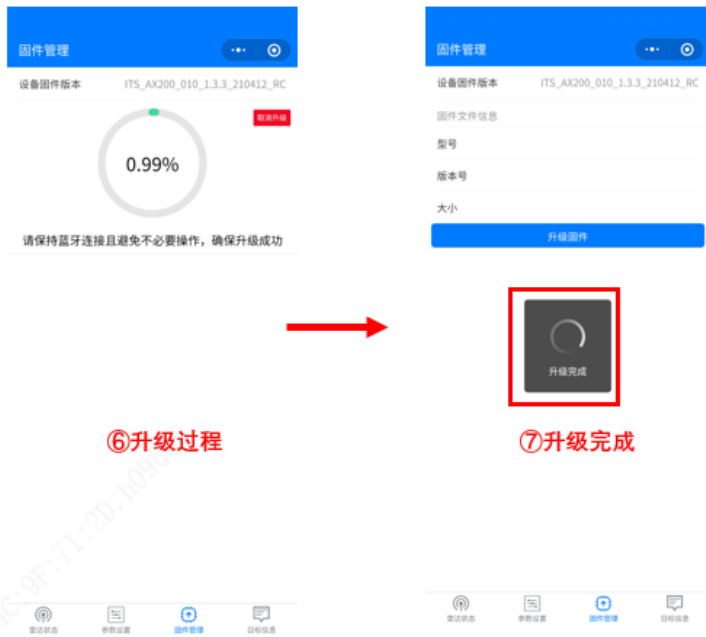 固件管理
设备固件版本 ITS_AX200_010_1.3.3_210412_RC
取消升级
0.99%
请保持蓝牙连接且避免不必要操作，确保升级成功
⑥升级过程
雷达状态 参数设置 固件管理 目标信息
固件管理
设备固件版本 ITS_AX200_010_1.3.3_210412_RC
固件文件信息
型号
版本号
大小
升级固件
升级完成
⑦升级完成
雷达状态 参数设置 固件管理 目标信息